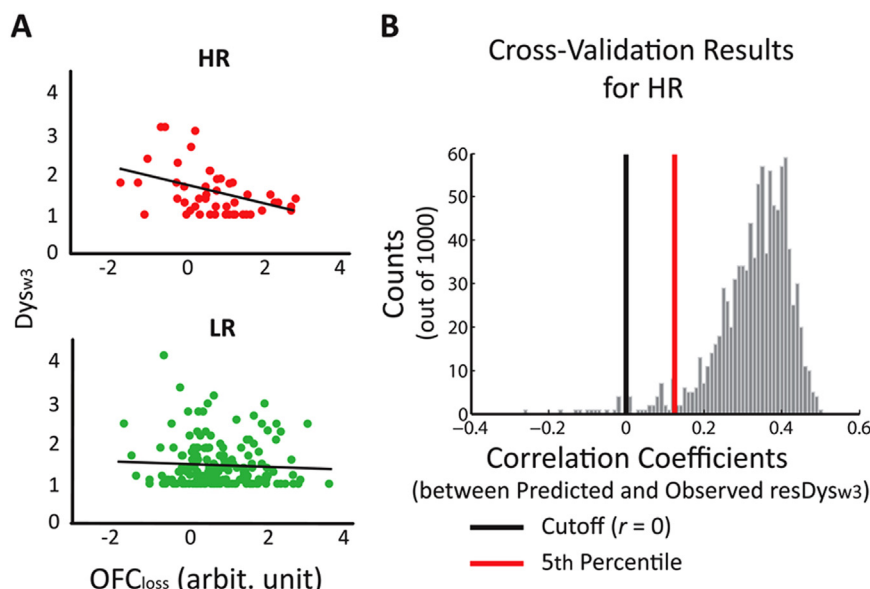 A
HR
4
3
2
1
0
-2
0
2
4
Dysw3
LR
4
3
2
1
0
-2
0
2
4
OFCloss (arbit. unit)
B
Cross-Validation Results
for HR
Counts
(out of 1000)
60
50
40
30
20
10
0
−0.4
−0.2
0
0.2
0.4
0.6
Correlation Coefficients
(between Predicted and Observed resDysw3)
Cutoff (r = 0)
5th Percentile